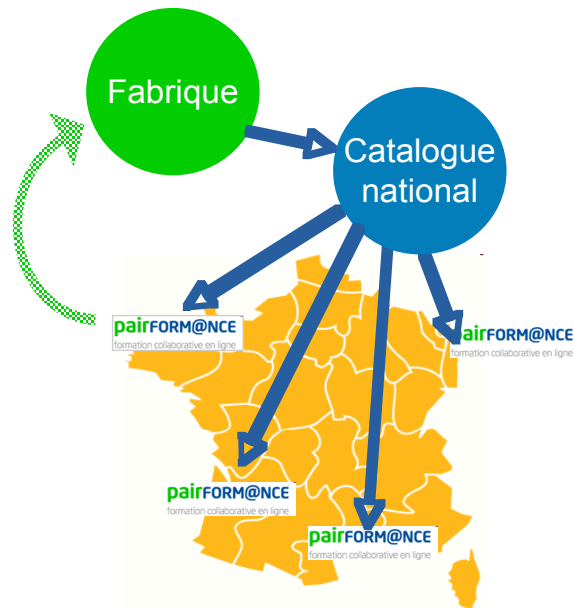 Fabrique
Catalogue
national
pairFORM@NCE
formation collaborative en ligne
pairFORM@NCE
formation collaborative en ligne
pairFORM@NCE
formation collaborative en ligne
pairFORM@NCE
formation collaborative en ligne